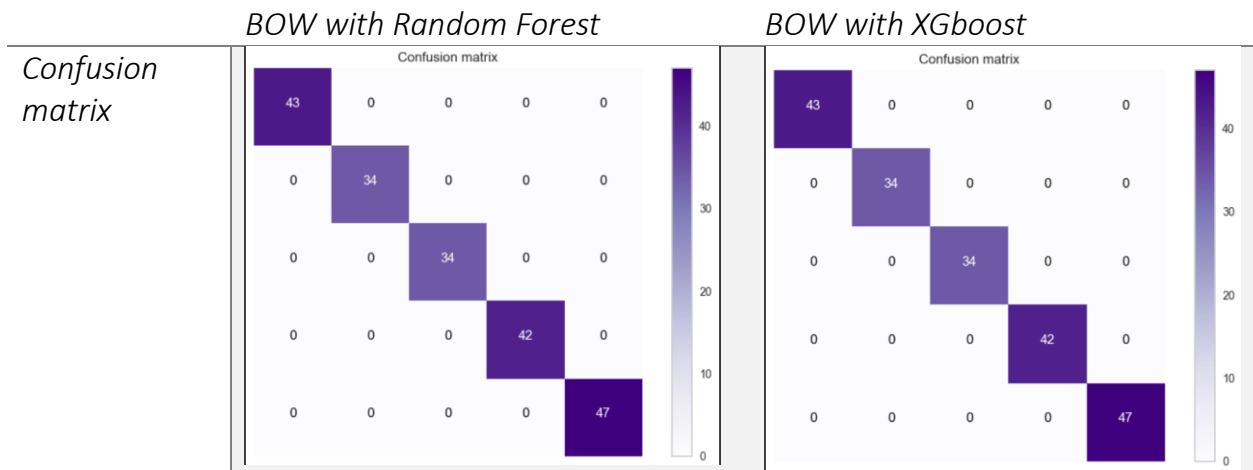 BOW with Random Forest BOW with XGboost
Confusion
matrix
Confusion matrix
43 0 0 0 0
0 34 0 0 0
0 0 34 0 0
0 0 0 42 0
0 0 0 0 47
40
30
20
10
0
Confusion matrix
43 0 0 0 0
0 34 0 0 0
0 0 34 0 0
0 0 0 42 0
0 0 0 0 47
40
30
20
10
0